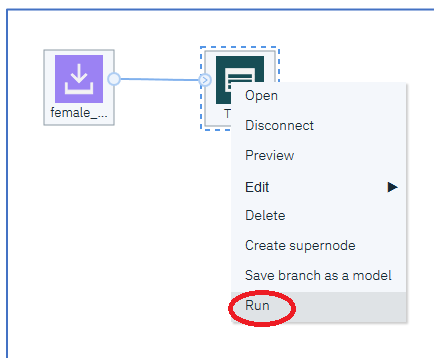 female_...
T
Open
Disconnect
Preview
Edit
Delete
Create supernode
Save branch as a model
Run